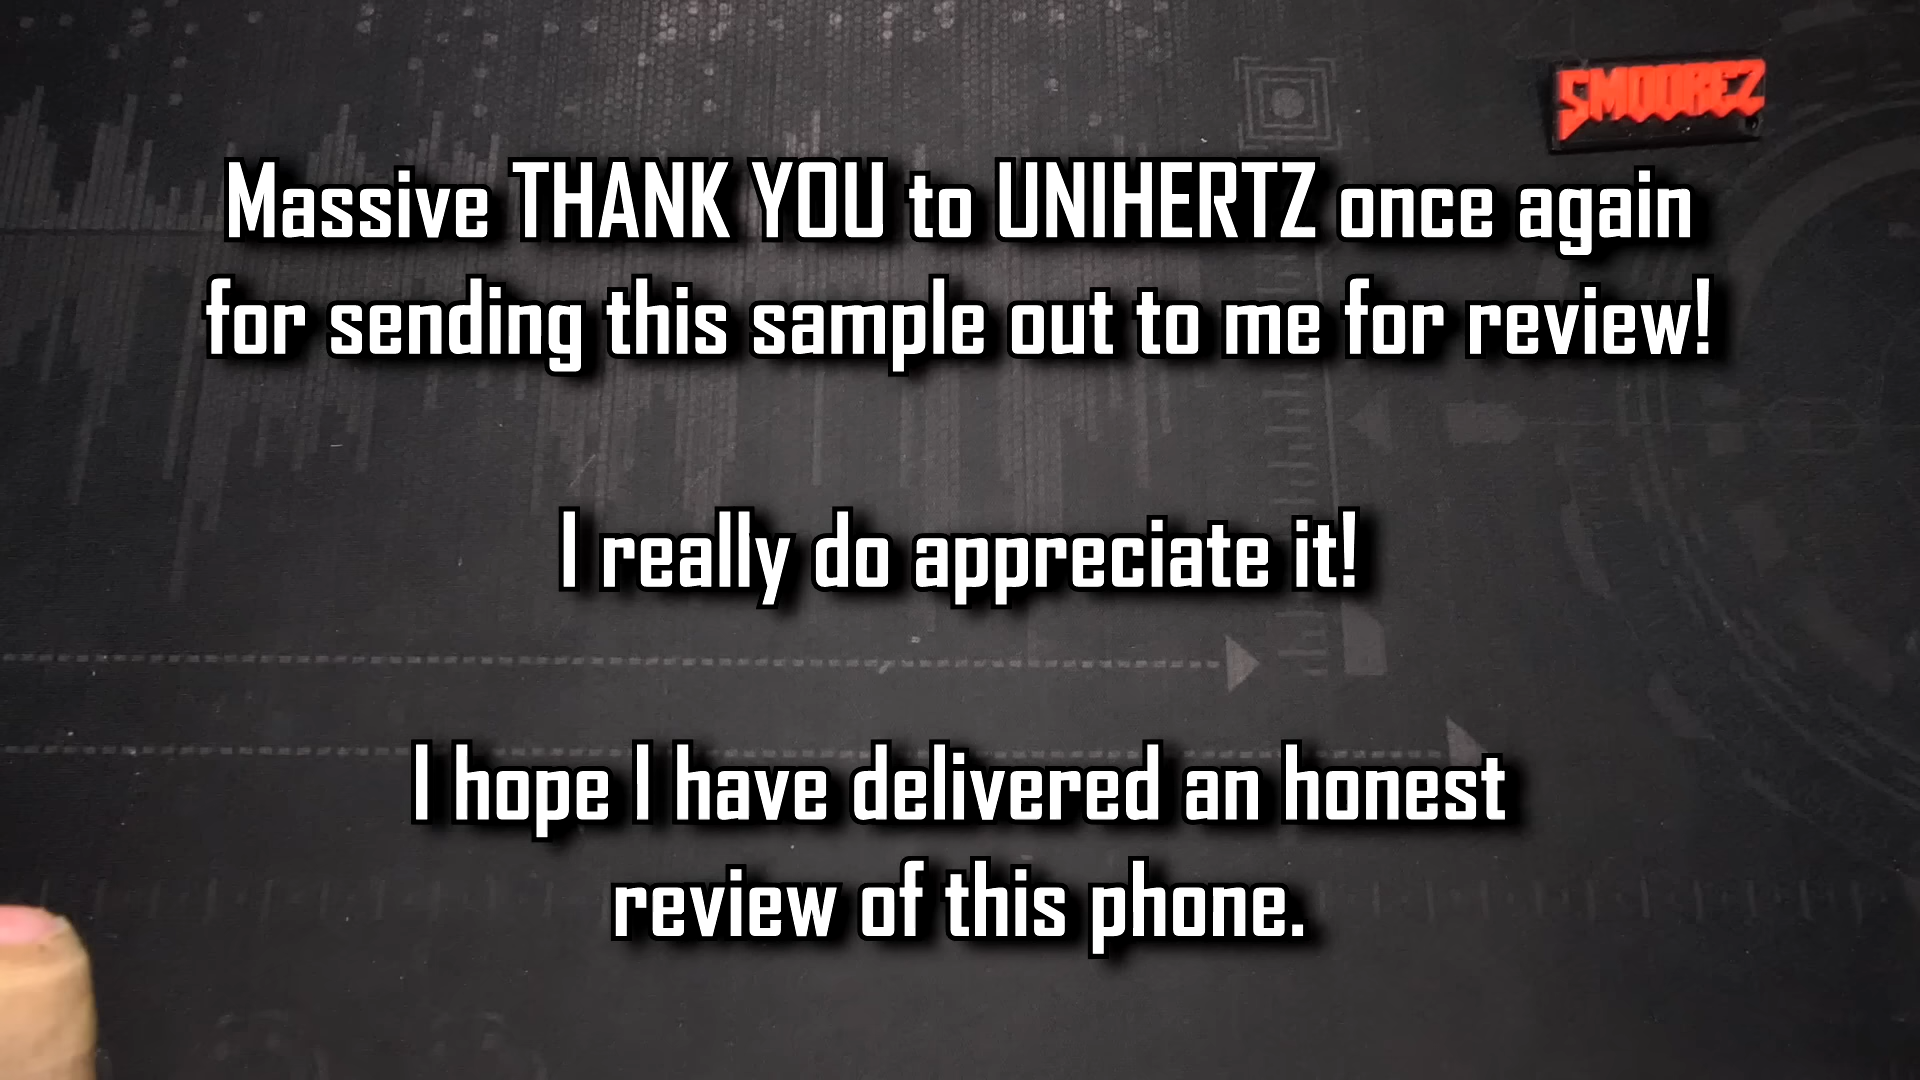 SMOOREZ
Massive THANK YOU to UNIHERTZ once again
for sending this sample out to me for review!
I really do appreciate it!
I hope I have delivered an honest
review of this phone.